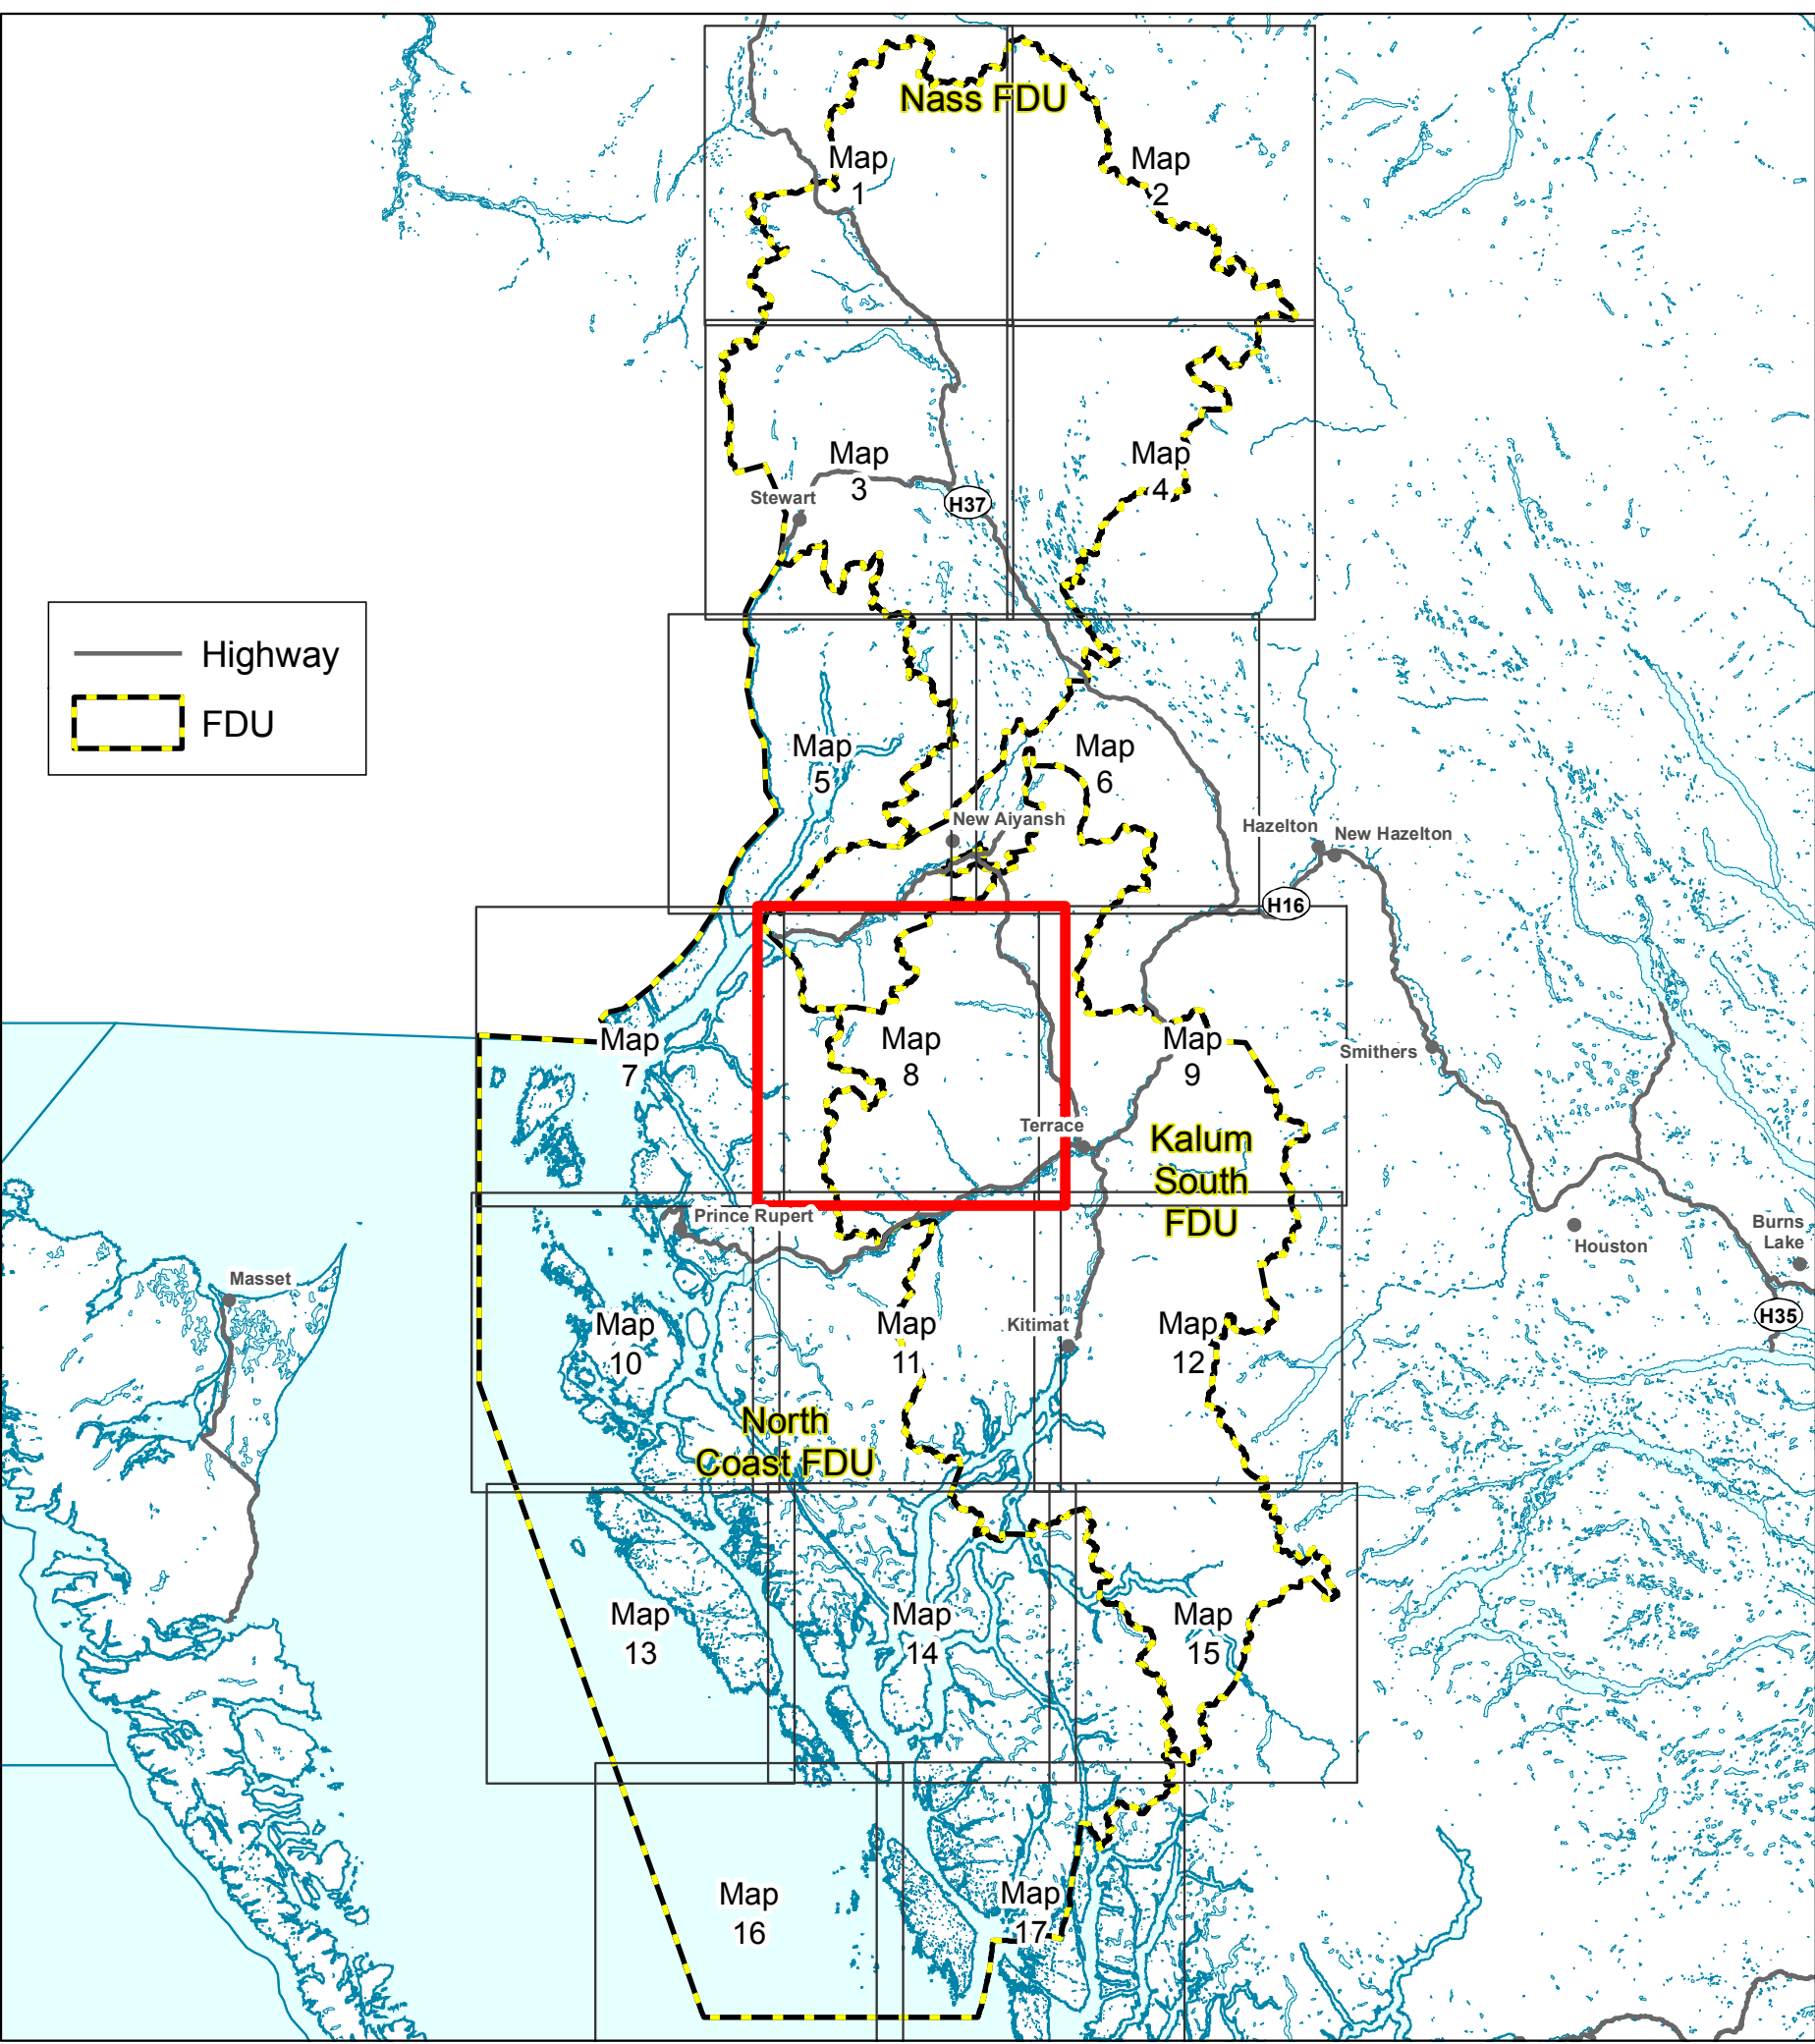 Nass FDU
Map
1
Map
2
Map
3
Map
4
Stewart
H37
Highway
FDU
Map
5
Map
6
New Aiyansh
Hazelton
New Hazelton
H16
Map
7
Map
8
Map
9
Smithers
Terrace
Kalum
South
FDU
Prince Rupert
Houston
Burns
Lake
Masset
H35
Map
10
Map
11
Kitimat
Map
12
North
Coast FDU
Map
13
Map
14
Map
15
Map
16
Map
17